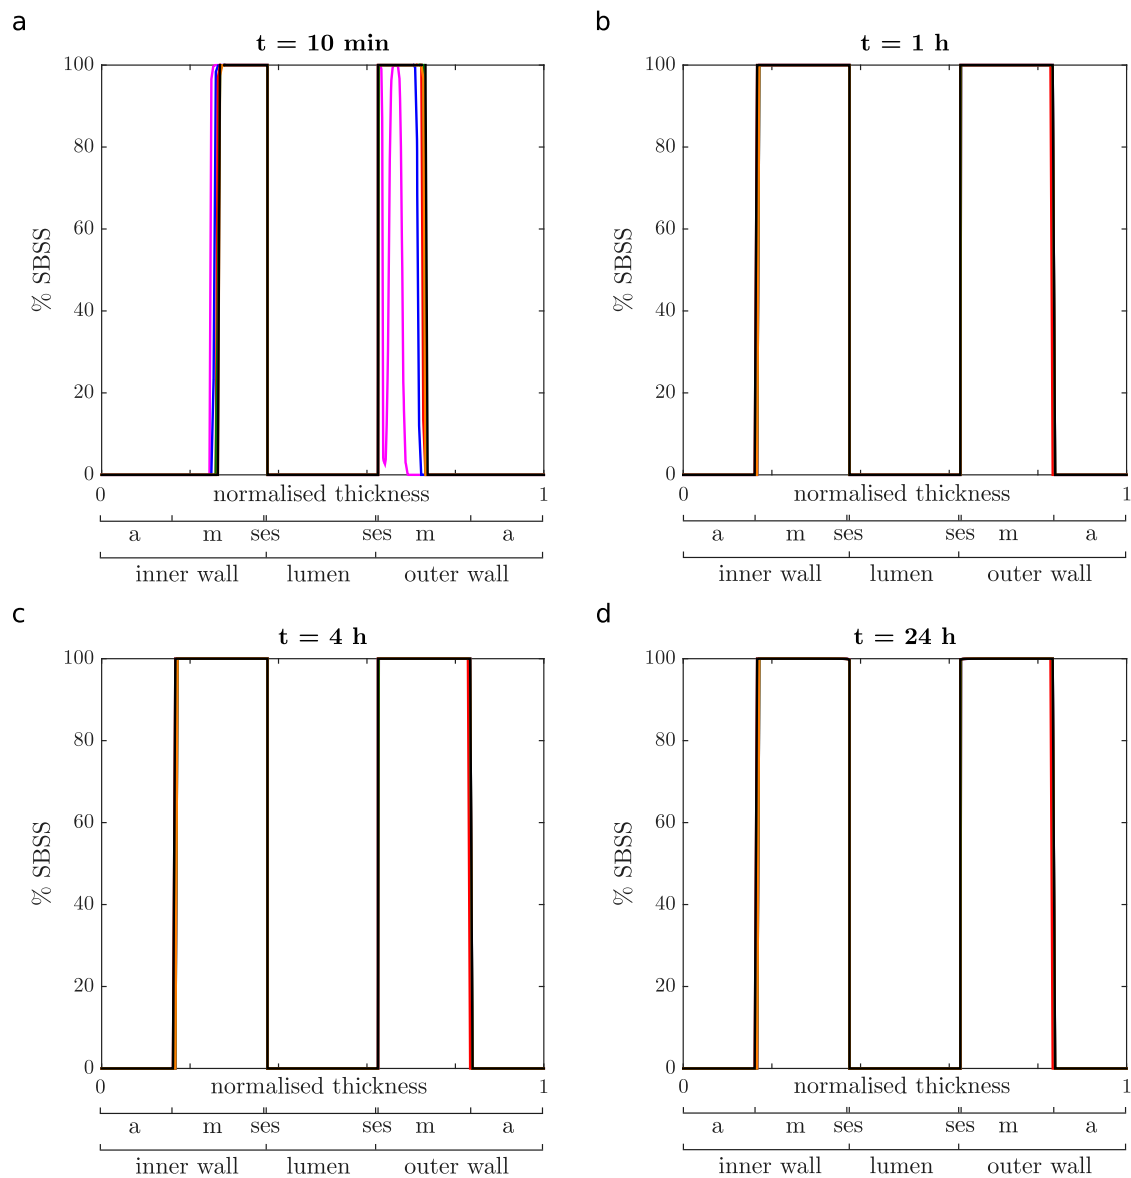 a
t = 10 min
% SBSS
100
80
60
40
20
0
0 normalised thickness 1
a m ses ses m a
inner wall lumen outer wall
b
t = 1 h
% SBSS
100
80
60
40
20
0
0 normalised thickness 1
a m ses ses m a
inner wall lumen outer wall
c
t = 4 h
% SBSS
100
80
60
40
20
0
0 normalised thickness 1
a m ses ses m a
inner wall lumen outer wall
d
t = 24 h
% SBSS
100
80
60
40
20
0
0 normalised thickness 1
a m ses ses m a
inner wall lumen outer wall